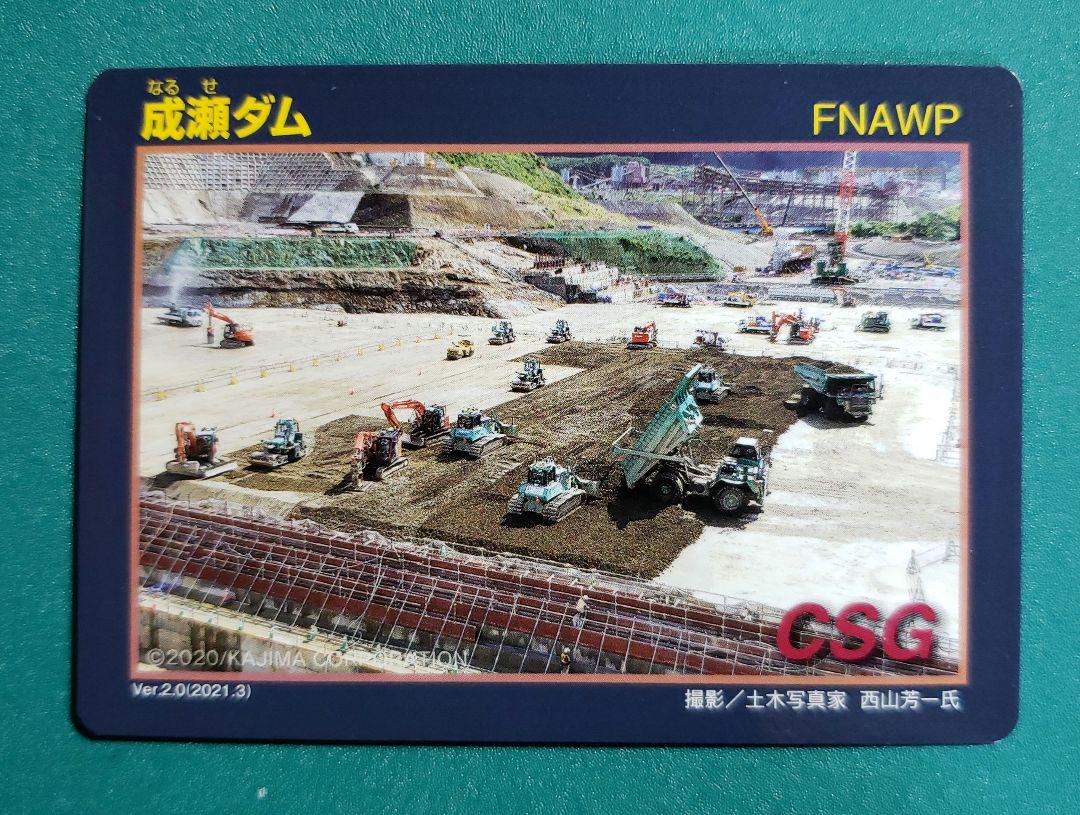 なるせ
成瀬ダム
FNAWP
CSG
©2020/KAJIMA CORPORATION
Ver.2.0(2021.3)
撮影／土木写真家 西山芳一氏